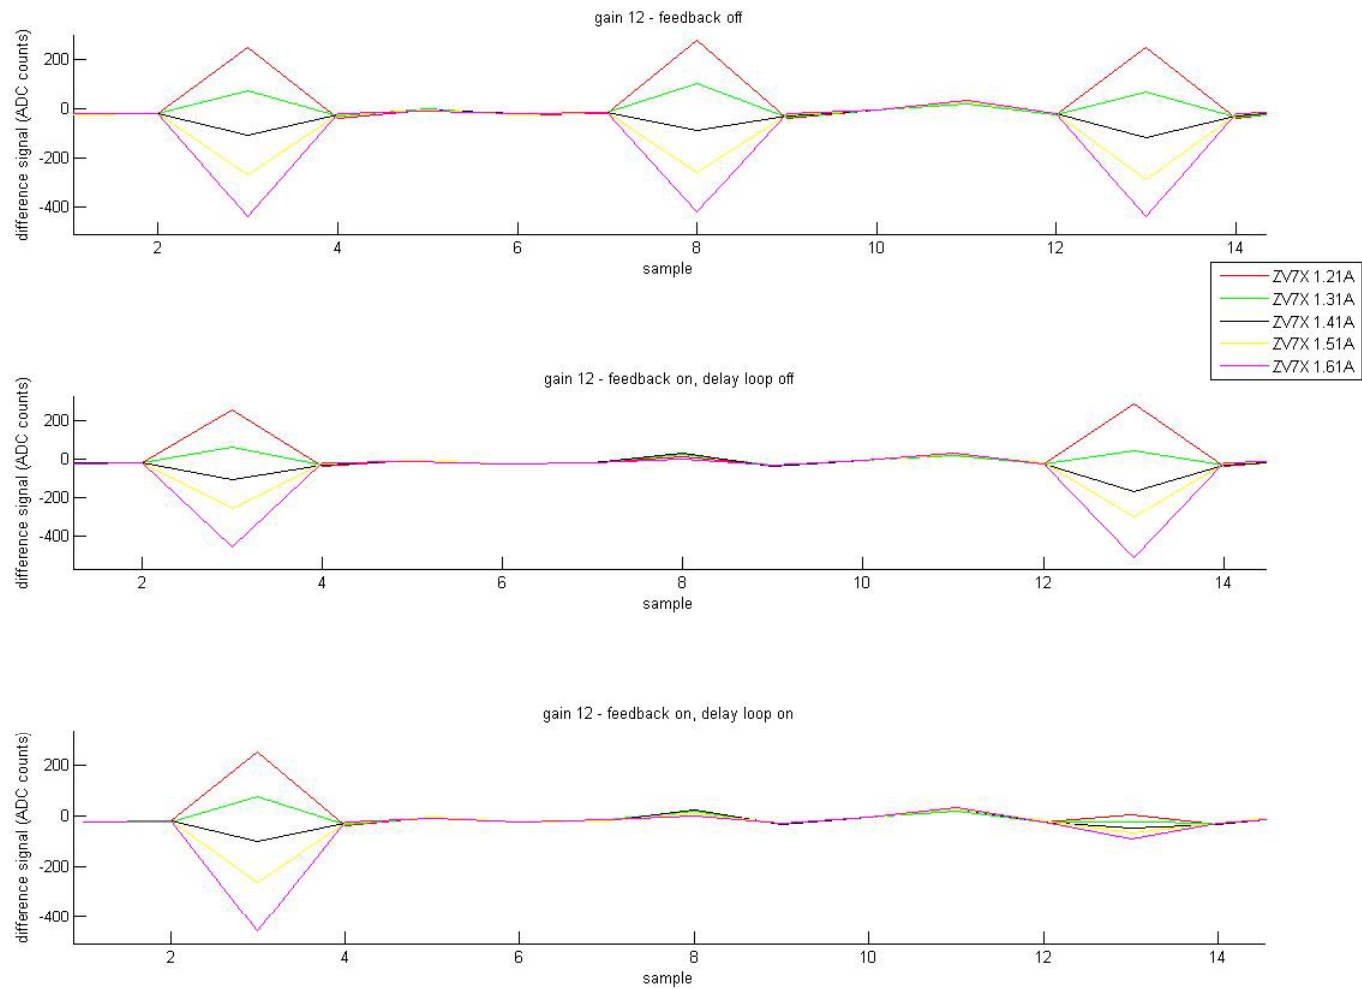 gain 12 - feedback off
difference signal (ADC counts)
200
0
-200
-400
2
4
6
8
10
12
14
sample
ZV7X 1.21A
ZV7X 1.31A
ZV7X 1.41A
ZV7X 1.51A
ZV7X 1.61A
gain 12 - feedback on, delay loop off
difference signal (ADC counts)
200
0
-200
-400
2
4
6
8
10
12
14
sample
gain 12 - feedback on, delay loop on
difference signal (ADC counts)
200
0
-200
-400
2
4
6
8
10
12
14
sample